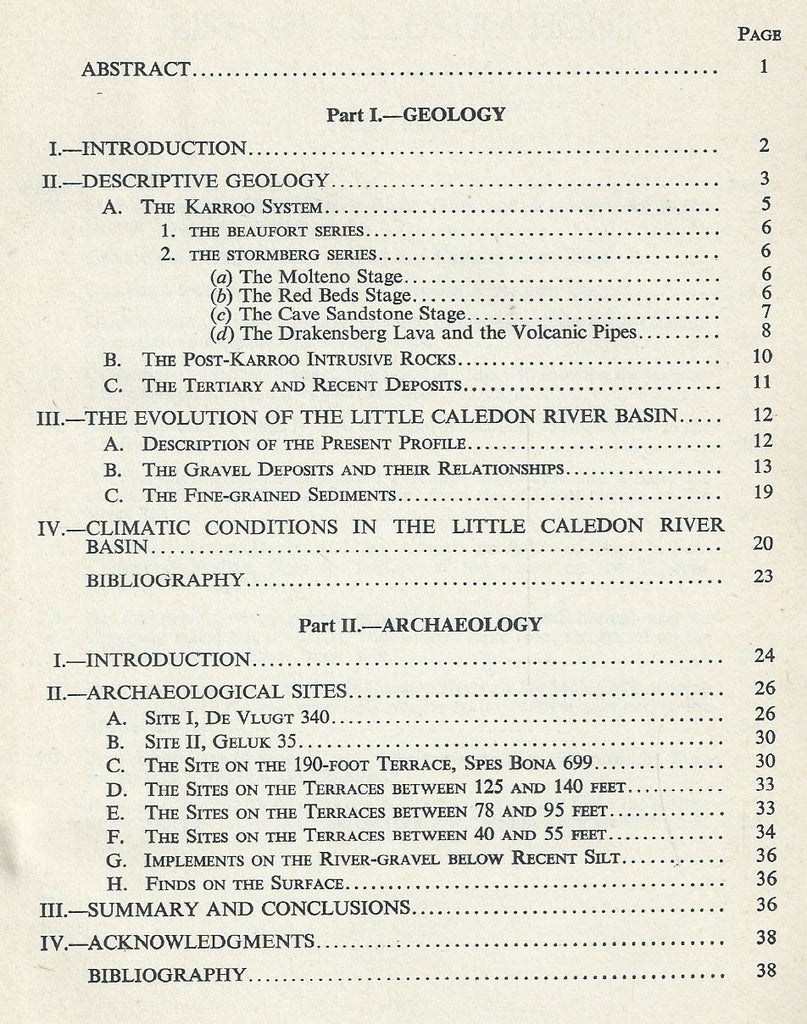 PAGE
ABSTRACT........................................................ 1
Part I.—GEOLOGY
I.—INTRODUCTION.................................................. 2
II.—DESCRIPTIVE GEOLOGY........................................ 3
A. THE KARROO SYSTEM.......................................... 5
1. THE BEAUFORT SERIES........................................ 6
2. THE STORMBERG SERIES....................................... 6
(a) The Molteno Stage................................... 6
(b) The Red Beds Stage.................................. 6
(c) The Cave Sandstone Stage............................ 7
(d) The Drakensberg Lava and the Volcanic Pipes......... 8
B. THE POST-KARROO INTRUSIVE ROCKS............................ 10
C. THE TERTIARY AND RECENT DEPOSITS........................... 11
III.—THE EVOLUTION OF THE LITTLE CALEDON RIVER BASIN..... 12
A. DESCRIPTION OF THE PRESENT PROFILE......................... 12
B. THE GRAVEL DEPOSITS AND THEIR RELATIONSHIPS................ 13
C. THE FINE-GRAINED SEDIMENTS................................. 19
IV.—CLIMATIC CONDITIONS IN THE LITTLE CALEDON RIVER
BASIN........................................................ 20
BIBLIOGRAPHY................................................. 23
Part II.—ARCHAEOLOGY
I.—INTRODUCTION.................................................. 24
II.—ARCHAEOLOGICAL SITES....................................... 26
A. SITE I, DE VLUGT 340....................................... 26
B. SITE II, GELUK 35.......................................... 30
C. THE SITE ON THE 190-FOOT TERRACE, SPES BONA 699............ 30
D. THE SITES ON THE TERRACES BETWEEN 125 AND 140 FEET......... 33
E. THE SITES ON THE TERRACES BETWEEN 78 AND 95 FEET........... 33
F. THE SITES ON THE TERRACES BETWEEN 40 AND 55 FEET........... 34
G. IMPLEMENTS ON THE RIVER-GRAVEL BELOW RECENT SILT........... 36
H. FINDS ON THE SURFACE....................................... 36
III.—SUMMARY AND CONCLUSIONS................................... 36
IV.—ACKNOWLEDGMENTS............................................ 38
BIBLIOGRAPHY................................................. 38